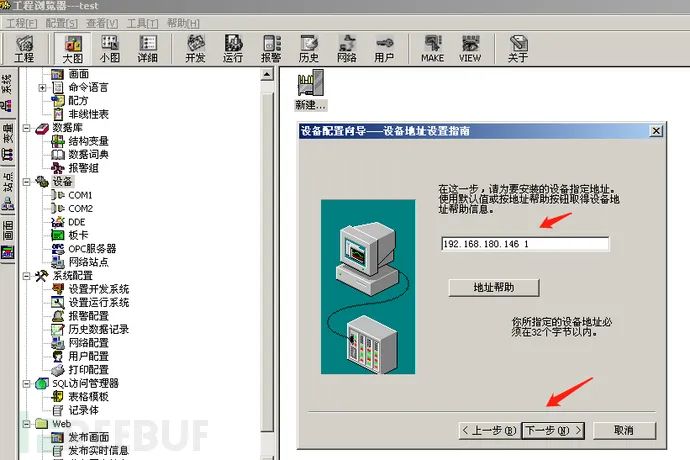 工程浏览器---test
工程[F] 配置[S] 查看[V] 工具[T] 帮助[H]
工程 大图 小图 详细 开发 运行 报警 历史 网络 用户 MAKE VIEW 关于
系统
变量
站点
画面
画面
命令语言
配方
非线性表
数据库
结构变量
数据词典
报警组
设备
COM1
COM2
DDE
板卡
OPC服务器
网络站点
系统配置
设置开发系统
设置运行系统
报警配置
历史数据记录
网络配置
用户配置
打印配置
SQL访问管理器
表格模板
记录体
Web
发布画面
发布实时信息
新建...
设备配置向导---设备地址设置指南
在这一步，请为要安装的设备指定地址。
使用默认值或按地址帮助按钮取得设备地
址帮助信息。
192.168.180.146 1
地址帮助
你所指定的设备地址必
须在32个字节以内。
< 上一步(B) 下一步(N) > 取消